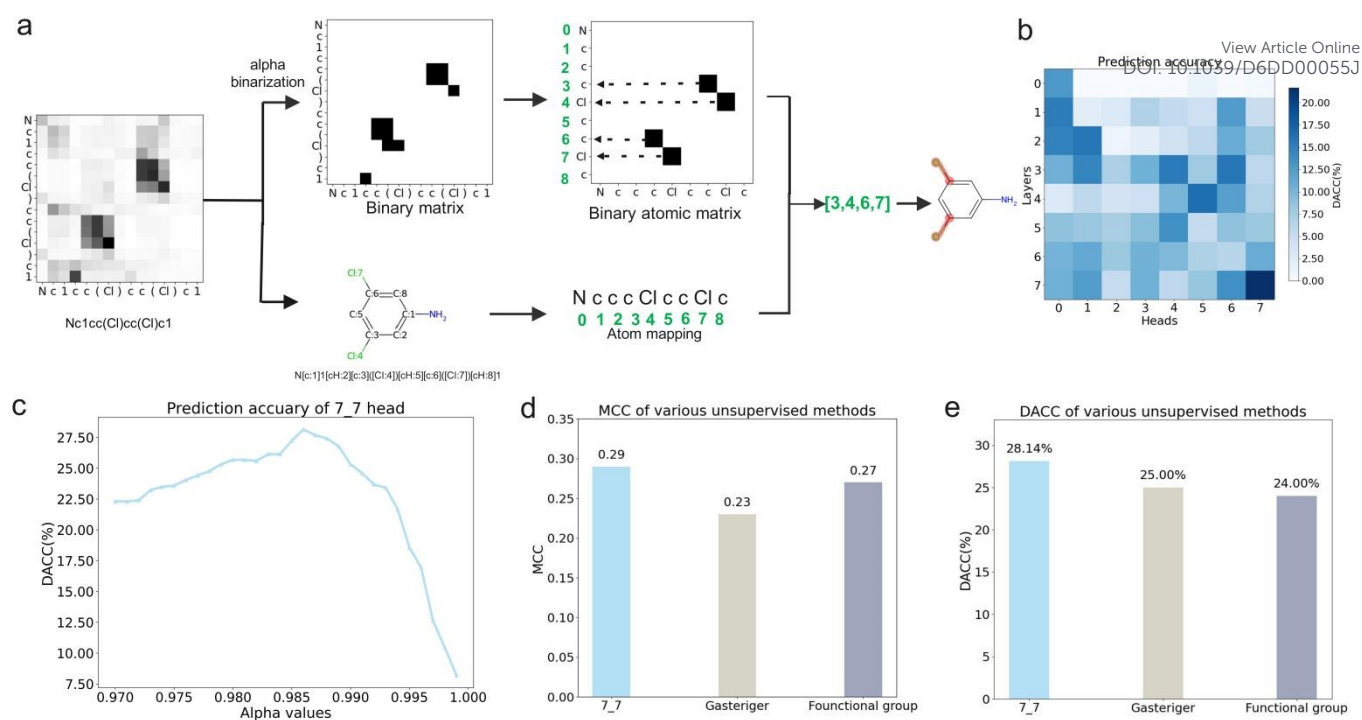 a
alpha
binarization
N
c
1
c
c
(
Cl
)
c
c
(
Cl
)
c
1
N c 1 c c ( Cl ) c c ( Cl ) c 1
Nc1cc(Cl)cc(Cl)c1
N
c
1
c
c
(
Cl
)
c
c
(
Cl
)
c
1
N c 1 c c ( Cl ) c c ( Cl ) c 1
Binary matrix
0 N
1 c
2 c
3 c
4 Cl
5 c
6 c
7 Cl
8 c
N c c c Cl c c Cl c
Binary atomic matrix
[3,4,6,7]
NH2
Cl:7
C:6
C:8
C:5
C:1
NH2
C:3
C:2
Cl:4
N[c:1]1[cH:2][c:3]([Cl:4])[cH:5][c:6]([Cl:7])[cH:8]1
N c c c Cl c c Cl c
0 1 2 3 4 5 6 7 8
Atom mapping
b
View Article Online
DOI: 10.1039/D6DD00055J
Prediction accuracy
0
1
2
3
4
5
6
7
Layers
0 1 2 3 4 5 6 7
Heads
20.00
17.50
15.00
12.50
10.00
7.50
5.00
2.50
0.00
DACC(%)
c
Prediction accuary of 7_7 head
27.50
25.00
22.50
20.00
17.50
15.00
12.50
10.00
7.50
DACC(%)
0.970 0.975 0.980 0.985 0.990 0.995 1.000
Alpha values
d
MCC of various unsupervised methods
0.35
0.30
0.25
0.20
0.15
0.10
0.05
0.00
MCC
0.29
0.23
0.27
7_7 Gasteriger Founctional group
e
DACC of various unsupervised methods
30
25
20
15
10
5
0
DACC(%)
28.14%
25.00%
24.00%
7_7 Gasteriger Functional group